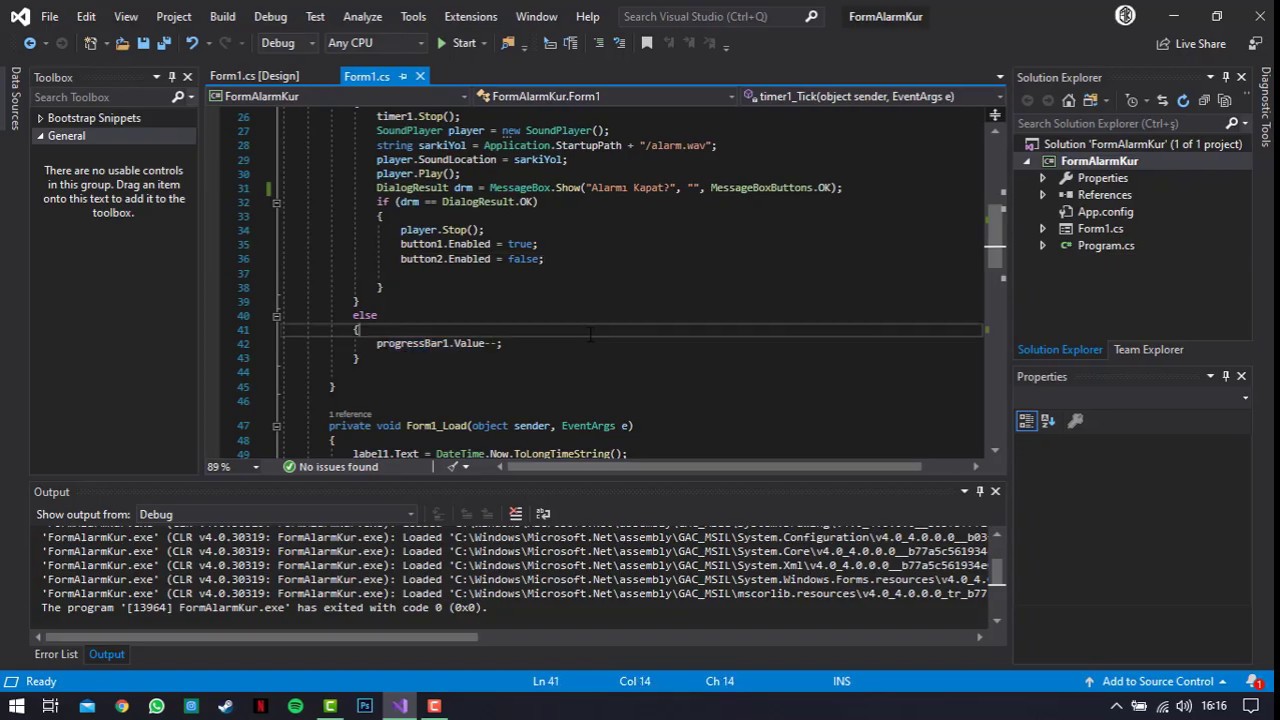 File Edit View Project Build Debug Test Analyze Tools Extensions Window Help Search Visual Studio (Ctrl+Q) FormAlarmKur
Debug Any CPU Start Live Share
Data Sources
Toolbox
Search Toolbox
Bootstrap Snippets
General
There are no usable controls
in this group. Drag an item
onto this text to add it to the
toolbox.
Form1.cs [Design] Form1.cs
FormAlarmKur FormAlarmKur.Form1 timer1_Tick(object sender, EventArgs e)
26 timer1.Stop();
27 SoundPlayer player = new SoundPlayer();
28 string sarkiYol = Application.StartupPath + "/alarm.wav";
29 player.SoundLocation = sarkiYol;
30 player.Play();
31 DialogResult drm = MessageBox.Show("Alarmı Kapat?", "", MessageBoxButtons.OK);
32 if (drm == DialogResult.OK)
33 {
34 player.Stop();
35 button1.Enabled = true;
36 button2.Enabled = false;
37
38 }
39 }
40 else
41 {
42 progressBar1.Value--;
43 }
44
45 }
46
1 reference
47 private void Form1_Load(object sender, EventArgs e)
48 {
49 label1.Text = DateTime.Now.ToLongTimeString();
89 % No issues found
Output
Show output from: Debug
'FormAlarmKur.exe' (CLR v4.0.30319: FormAlarmKur.exe): Loaded 'C:\Windows\Microsoft.Net\assembly\GAC_MSIL\System.Configuration\v4.0_4.0.0.0__b03
'FormAlarmKur.exe' (CLR v4.0.30319: FormAlarmKur.exe): Loaded 'C:\Windows\Microsoft.Net\assembly\GAC_MSIL\System.Core\v4.0_4.0.0.0__b77a5c561934
'FormAlarmKur.exe' (CLR v4.0.30319: FormAlarmKur.exe): Loaded 'C:\Windows\Microsoft.Net\assembly\GAC_MSIL\System.Xml\v4.0_4.0.0.0__b77a5c561934e
'FormAlarmKur.exe' (CLR v4.0.30319: FormAlarmKur.exe): Loaded 'C:\Windows\Microsoft.Net\assembly\GAC_MSIL\System.Windows.Forms.resources\v4.0_4.
'FormAlarmKur.exe' (CLR v4.0.30319: FormAlarmKur.exe): Loaded 'C:\Windows\Microsoft.Net\assembly\GAC_MSIL\mscorlib.resources\v4.0_4.0.0.0_tr_b77
The program '[13964] FormAlarmKur.exe' has exited with code 0 (0x0).
Error List Output
Solution Explorer
Search Solution Explorer (Ctrl+ş)
Solution 'FormAlarmKur' (1 of 1 project)
FormAlarmKur
Properties
References
App.config
Form1.cs
Program.cs
Solution Explorer Team Explorer
Properties
Diagnostic Tools
Ready Ln 41 Col 14 Ch 14 INS Add to Source Control 1
16:16